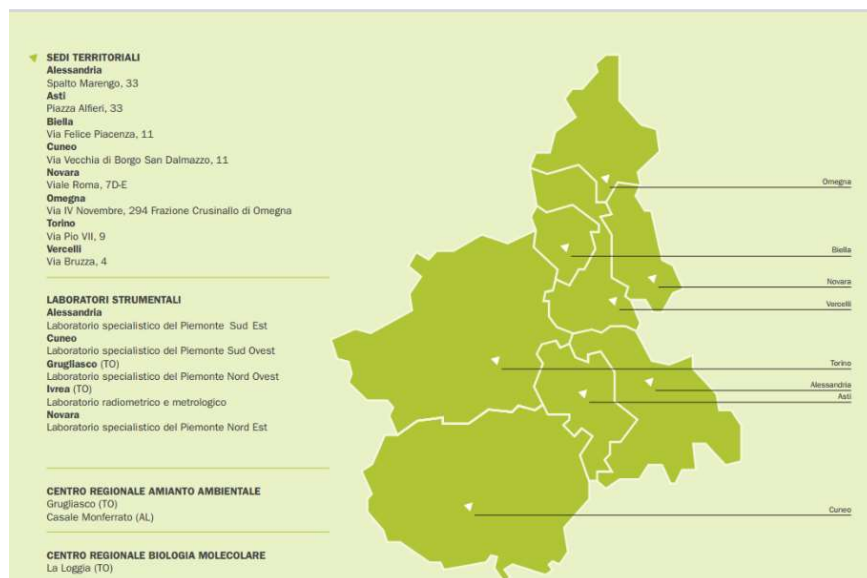 SEDI TERRITORIALI
Alessandria
Spalto Marengo, 33
Asti
Piazza Alfieri, 33
Biella
Via Felice Piacenza, 11
Cuneo
Via Vecchia di Borgo San Dalmazzo, 11
Novara
Viale Roma, 7D-E
Omegna
Via IV Novembre, 294 Frazione Crusinallo di Omegna
Torino
Via Pio VII, 9
Vercelli
Via Bruzza, 4
LABORATORI STRUMENTALI
Alessandria
Laboratorio specialistico del Piemonte Sud Est
Cuneo
Laboratorio specialistico del Piemonte Sud Ovest
Grugliasco (TO)
Laboratorio specialistico del Piemonte Nord Ovest
Ivrea (TO)
Laboratorio radiometrico e metrologico
Novara
Laboratorio specialistico del Piemonte Nord Est
CENTRO REGIONALE AMIANTO AMBIENTALE
Grugliasco (TO)
Casale Monferrato (AL)
CENTRO REGIONALE BIOLOGIA MOLECOLARE
La Loggia (TO)
Omegna
Biella
Novara
Vercelli
Torino
Alessandria
Asti
Cuneo